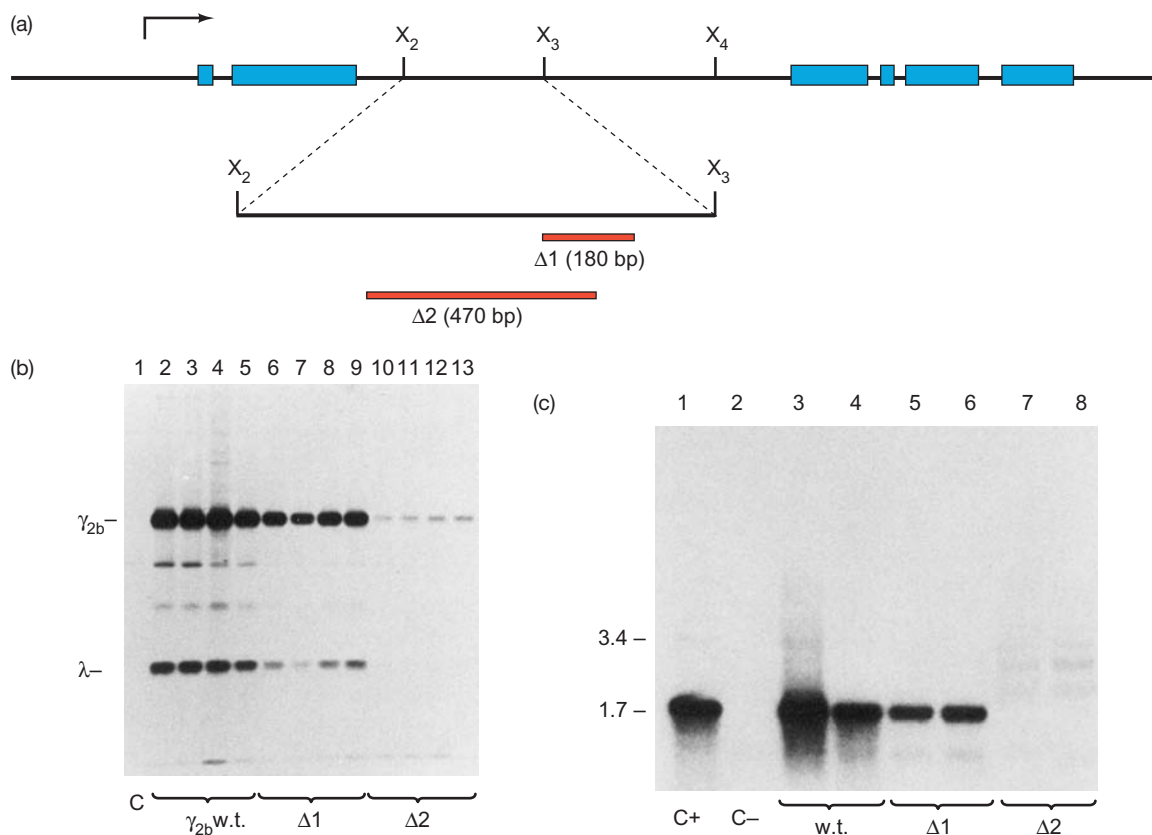 (a)
X₂ X₃ X₄
X₂ X₃
Δ1 (180 bp)
Δ2 (470 bp)
(b)
1 2 3 4 5 6 7 8 9 10 11 12 13
γ₂b–
λ–
C γ₂bw.t. Δ1 Δ2
(c)
1 2 3 4 5 6 7 8
3.4 –
1.7 –
C+ C– w.t. Δ1 Δ2